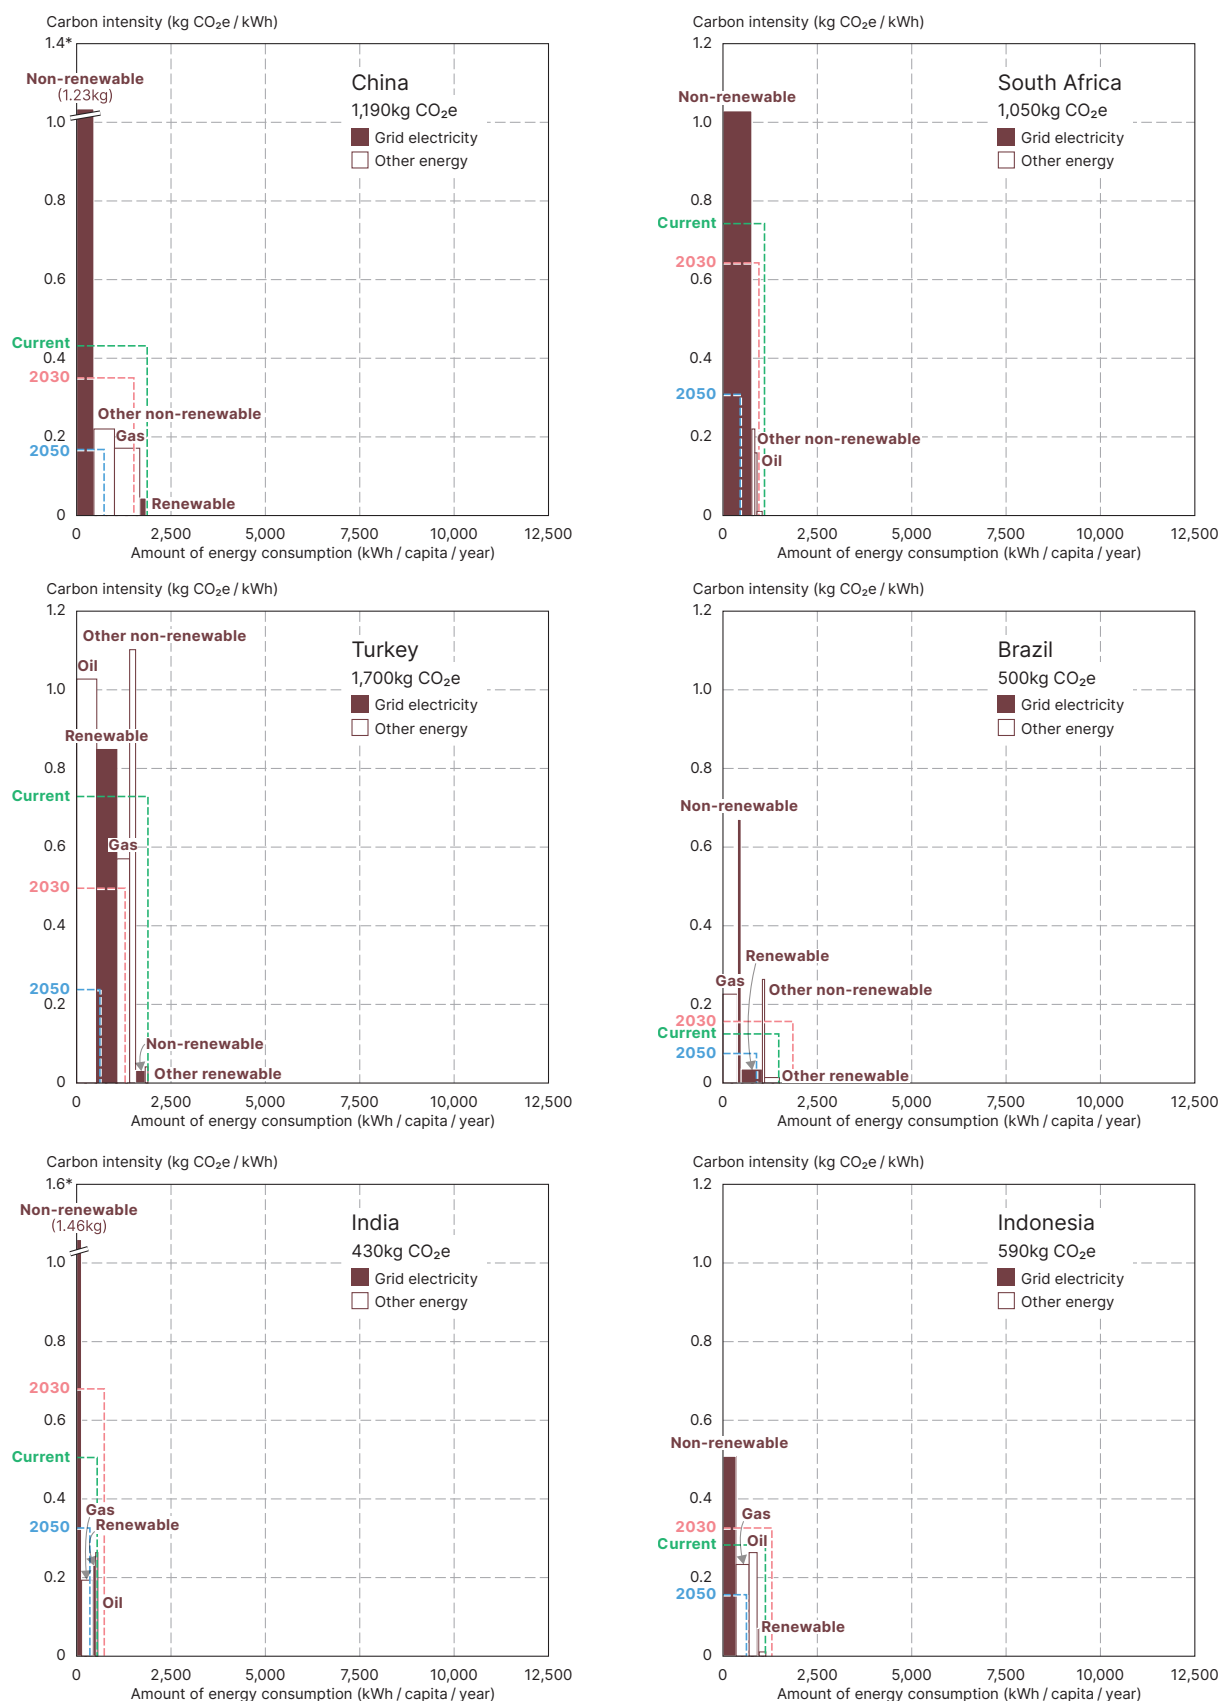 Carbon intensity (kg CO₂e / kWh)
1.4*
Non-renewable
(1.23kg)
1.0
0.8
0.6
Current
0.4
2030
Other non-renewable
0.2
Gas
2050
Renewable
0
0 2,500 5,000 7,500 10,000 12,500
Amount of energy consumption (kWh / capita / year)
China
1,190kg CO₂e
Grid electricity
Other energy
Carbon intensity (kg CO₂e / kWh)
1.2
Non-renewable
1.0
0.8
Current
2030
0.6
0.4
2050
0.2
Other non-renewable
Oil
0
0 2,500 5,000 7,500 10,000 12,500
Amount of energy consumption (kWh / capita / year)
South Africa
1,050kg CO₂e
Grid electricity
Other energy
Carbon intensity (kg CO₂e / kWh)
1.2
Other non-renewable
Oil
1.0
Renewable
0.8
Current
Gas
0.6
2030
0.4
2050
0.2
Non-renewable
Other renewable
0
0 2,500 5,000 7,500 10,000 12,500
Amount of energy consumption (kWh / capita / year)
Turkey
1,700kg CO₂e
Grid electricity
Other energy
Carbon intensity (kg CO₂e / kWh)
1.2
1.0
0.8
Non-renewable
0.6
0.4
Renewable
Gas
Other non-renewable
0.2
2030
Current
2050
Other renewable
0
0 2,500 5,000 7,500 10,000 12,500
Amount of energy consumption (kWh / capita / year)
Brazil
500kg CO₂e
Grid electricity
Other energy
Carbon intensity (kg CO₂e / kWh)
1.6*
Non-renewable
(1.46kg)
1.0
0.8
2030
0.6
Current
0.4
Gas
2050
Renewable
0.2
Oil
0
0 2,500 5,000 7,500 10,000 12,500
Amount of energy consumption (kWh / capita / year)
India
430kg CO₂e
Grid electricity
Other energy
Carbon intensity (kg CO₂e / kWh)
1.2
1.0
0.8
0.6
Non-renewable
0.4
Gas
2030
Current
Oil
0.2
2050
Renewable
0
0 2,500 5,000 7,500 10,000 12,500
Amount of energy consumption (kWh / capita / year)
Indonesia
590kg CO₂e
Grid electricity
Other energy